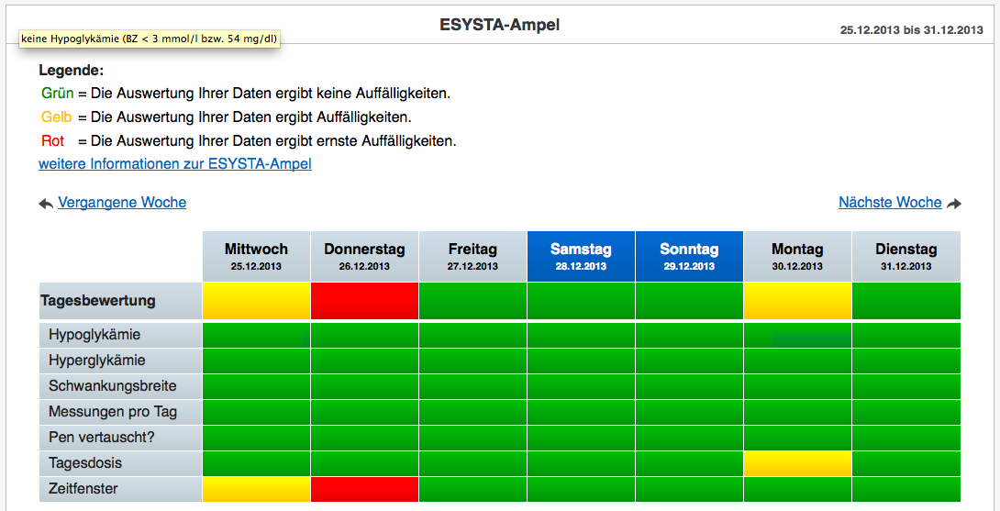 ESYSTA-Ampel
25.12.2013 bis 31.12.2013
keine Hypoglykämie (BZ < 3 mmol/l bzw. 54 mg/dl)
Legende:
Grün = Die Auswertung Ihrer Daten ergibt keine Auffälligkeiten.
Gelb = Die Auswertung Ihrer Daten ergibt Auffälligkeiten.
Rot = Die Auswertung Ihrer Daten ergibt ernste Auffälligkeiten.
weitere Informationen zur ESYSTA-Ampel
Vergangene Woche Nächste Woche
Mittwoch Donnerstag Freitag Samstag Sonntag Montag Dienstag
25.12.2013 26.12.2013 27.12.2013 28.12.2013 29.12.2013 30.12.2013 31.12.2013
Tagesbewertung
Hypoglykämie
Hyperglykämie
Schwankungsbreite
Messungen pro Tag
Pen vertauscht?
Tagesdosis
Zeitfenster